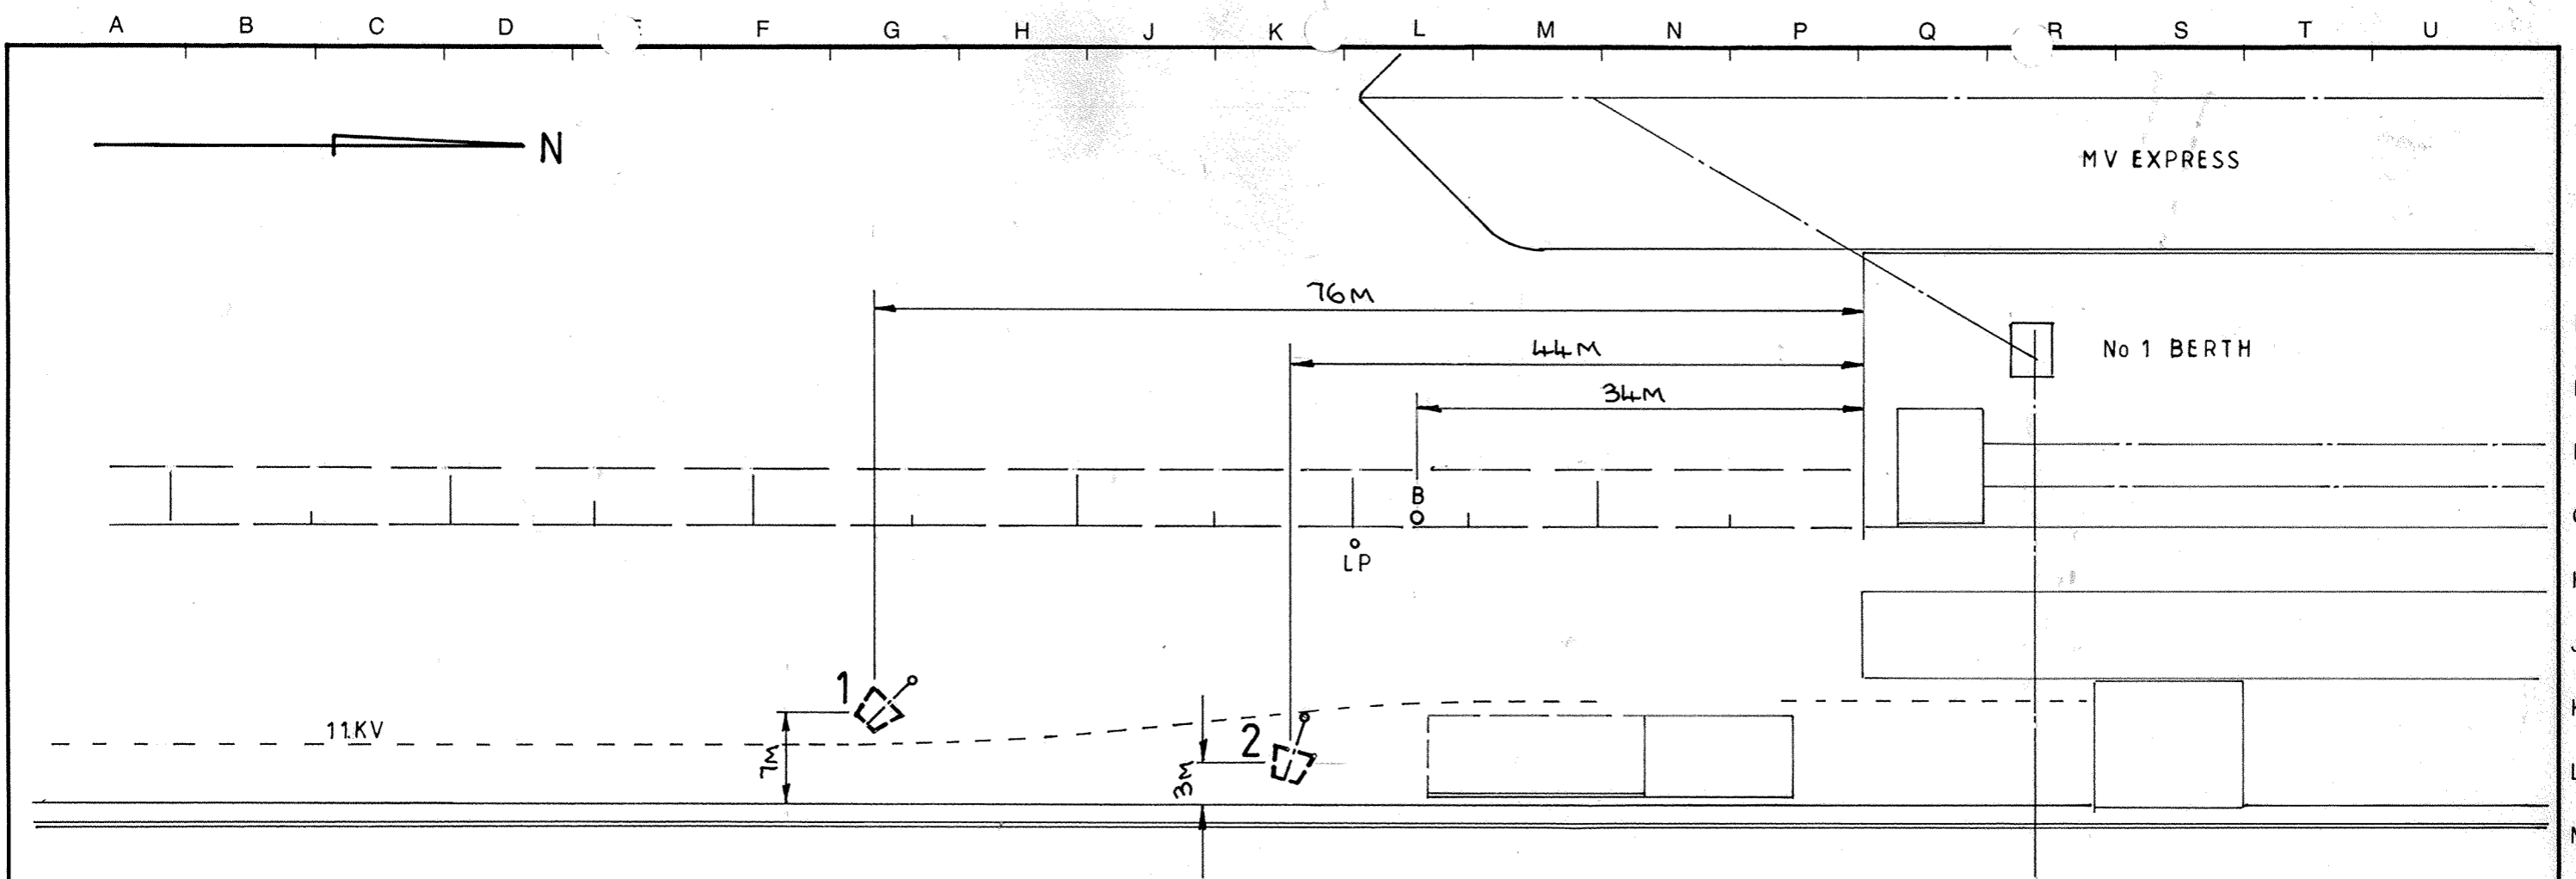 A B C D F G H J K L M N P Q R S T U
N
MV EXPRESS
76M
44M
No 1 BERTH
34M
B
LP
1
11KV
2
7M
3M